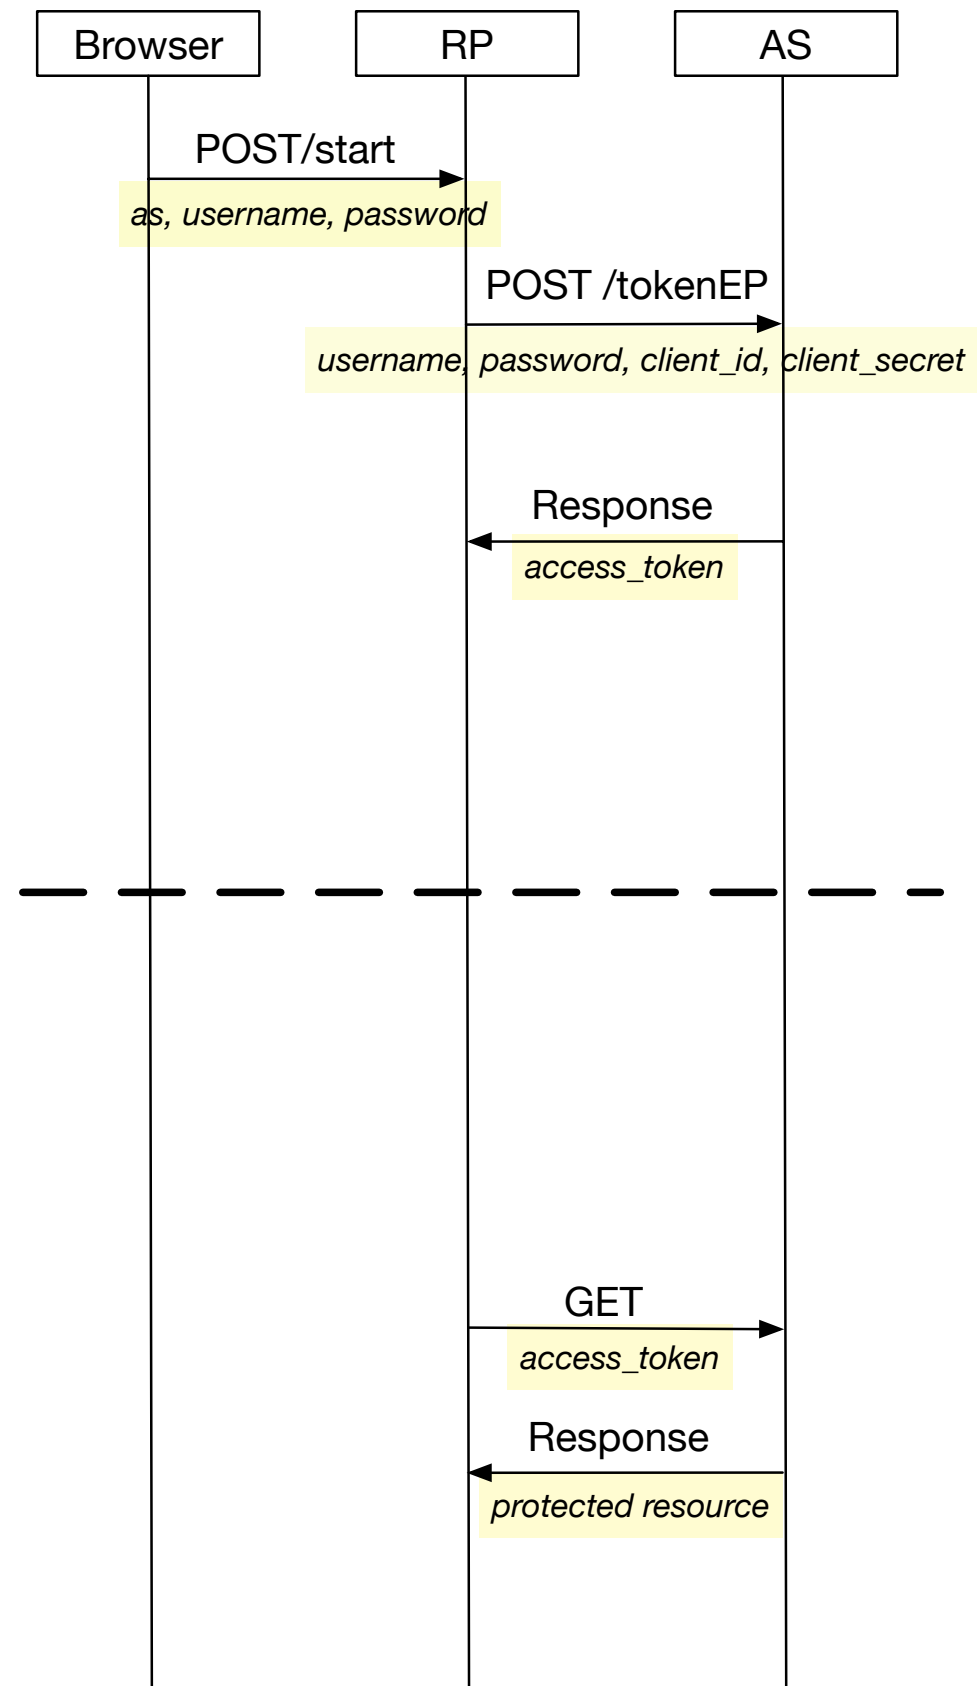 Browser RP AS
POST/start
as, username, password
POST /tokenEP
username, password, client_id, client_secret
Response
access_token
GET
access_token
Response
protected resource